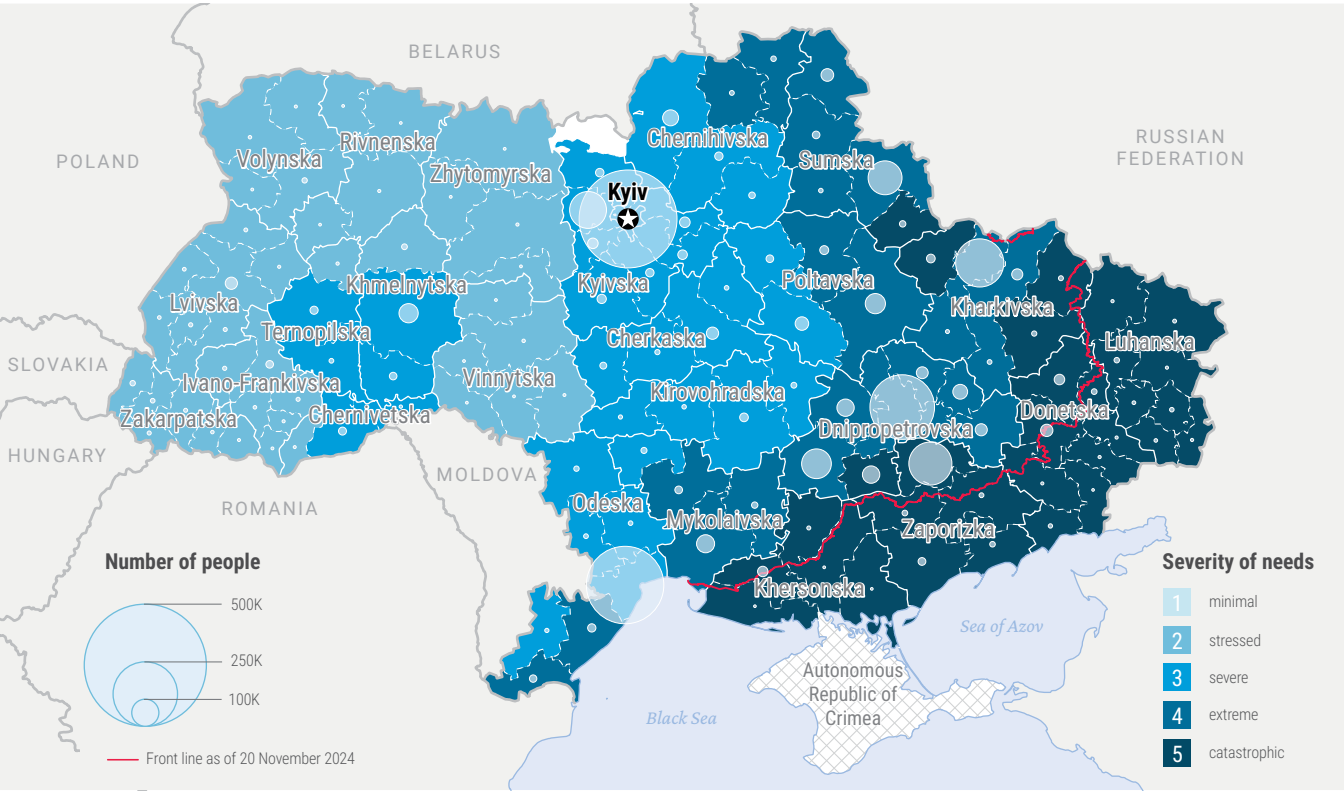 BELARUS
RUSSIAN
FEDERATION
POLAND
Chernihivska
Rivnenska
Volynska
Sumska
Zhytomyrska
Kyiv
Khmelnytska
Kyivska
Poltavska
Lvivska
Kharkivska
Ternopilska
Cherkaska
Luhanska
SLOVAKIA
Ivano-Frankivska
Vinnytska
Kirovohradska
Zakarpatska
Chernivetska
Donetska
Dnipropetrovska
HUNGARY
MOLDOVA
ROMANIA
Odeska
Mykolaivska
Zaporizka
Khersonska
Sea of Azov
Autonomous
Republic of
Crimea
Black Sea
Number of people
500K
250K
100K
Front line as of 20 November 2024
Severity of needs
1 minimal
2 stressed
3 severe
4 extreme
5 catastrophic